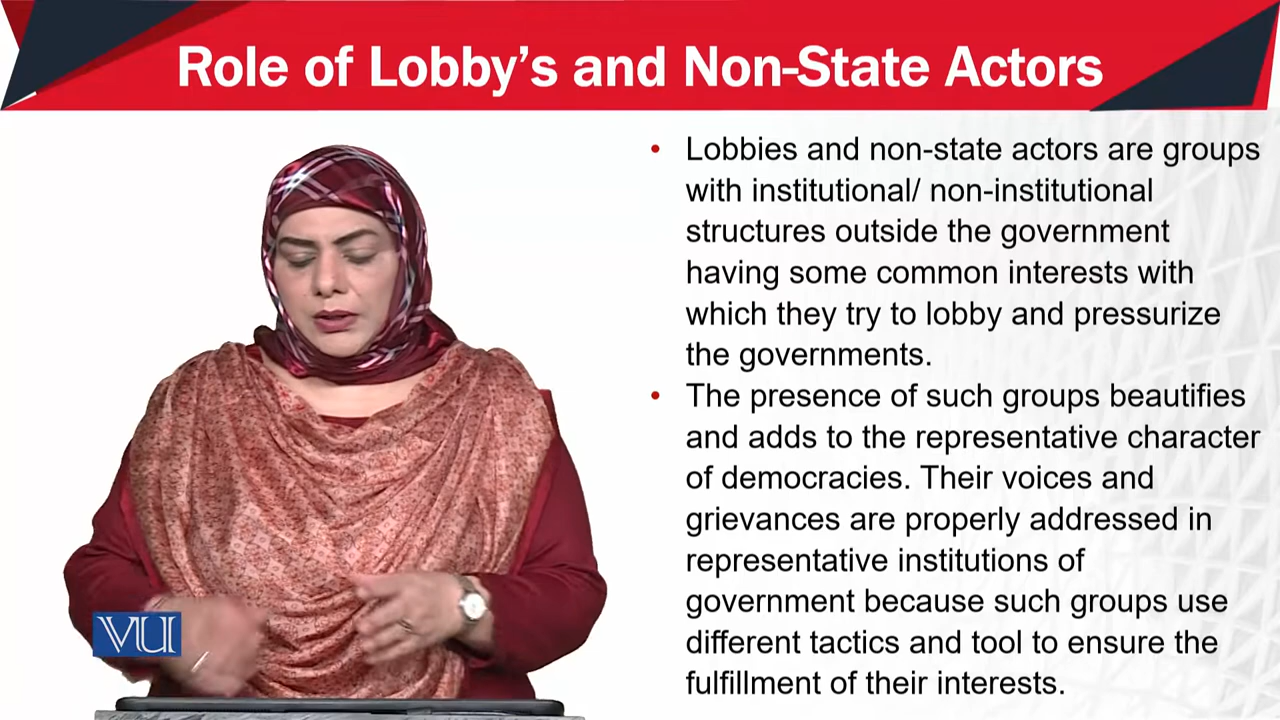 Role of Lobby's and Non-State Actors
• Lobbies and non-state actors are groups
with institutional/ non-institutional
structures outside the government
having some common interests with
which they try to lobby and pressurize
the governments.
• The presence of such groups beautifies
and adds to the representative character
of democracies. Their voices and
grievances are properly addressed in
representative institutions of
government because such groups use
different tactics and tool to ensure the
fulfillment of their interests.
VU